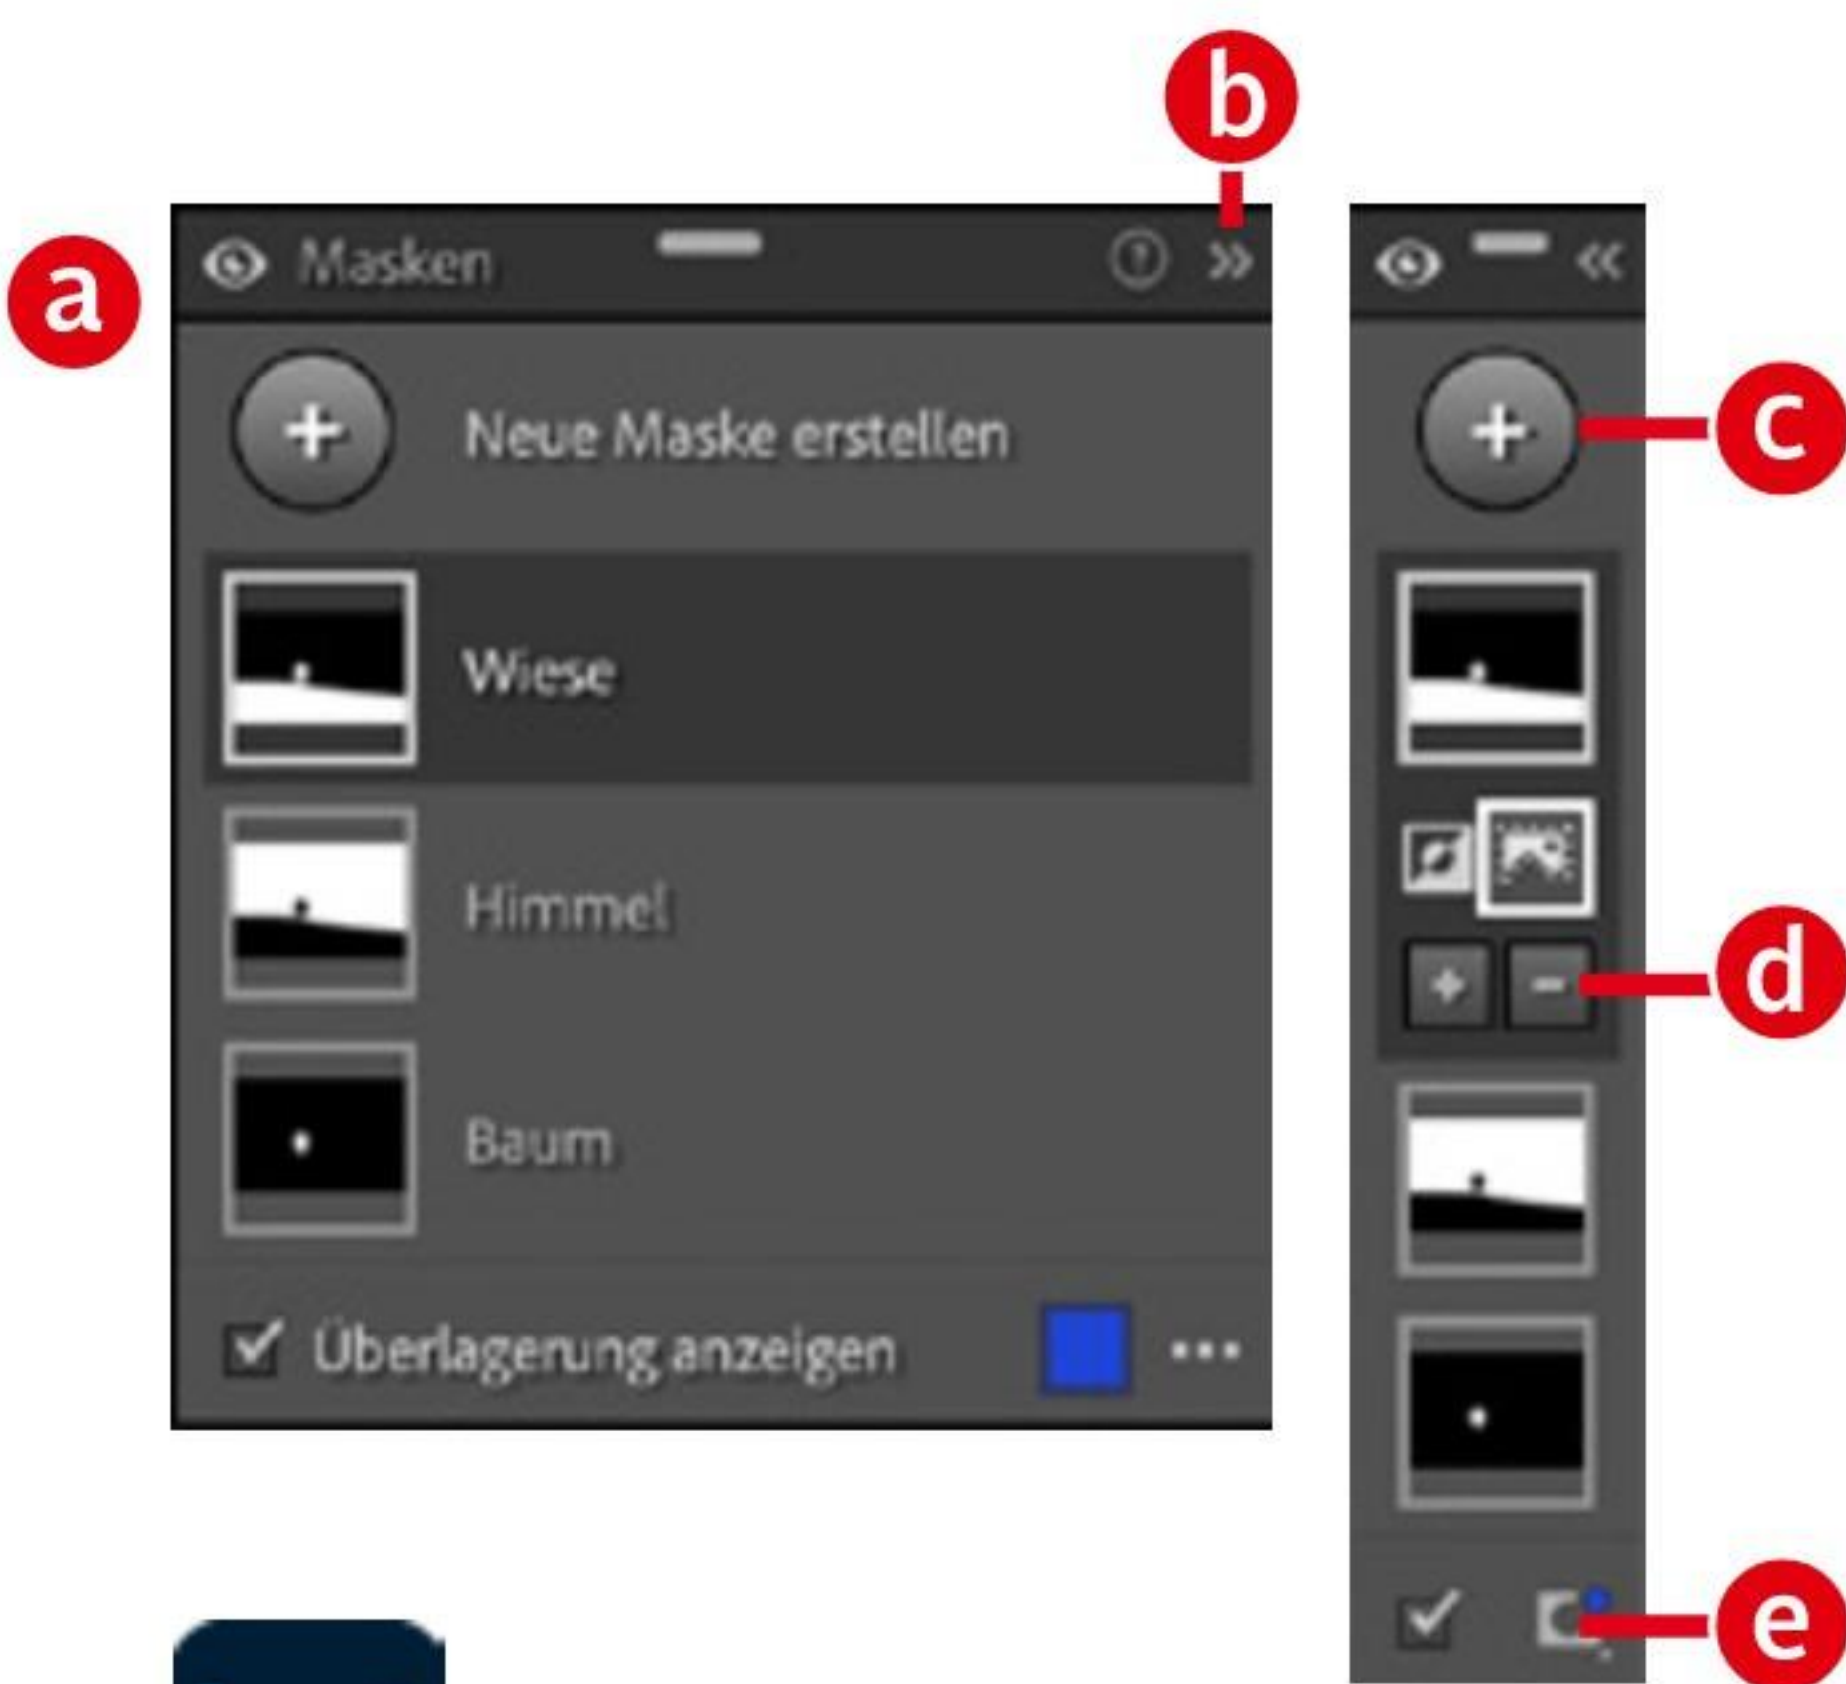 b
a
Masken
Neue Maske erstellen
c
Wiese
Himmel
d
Baum
Überlagerung anzeigen
e